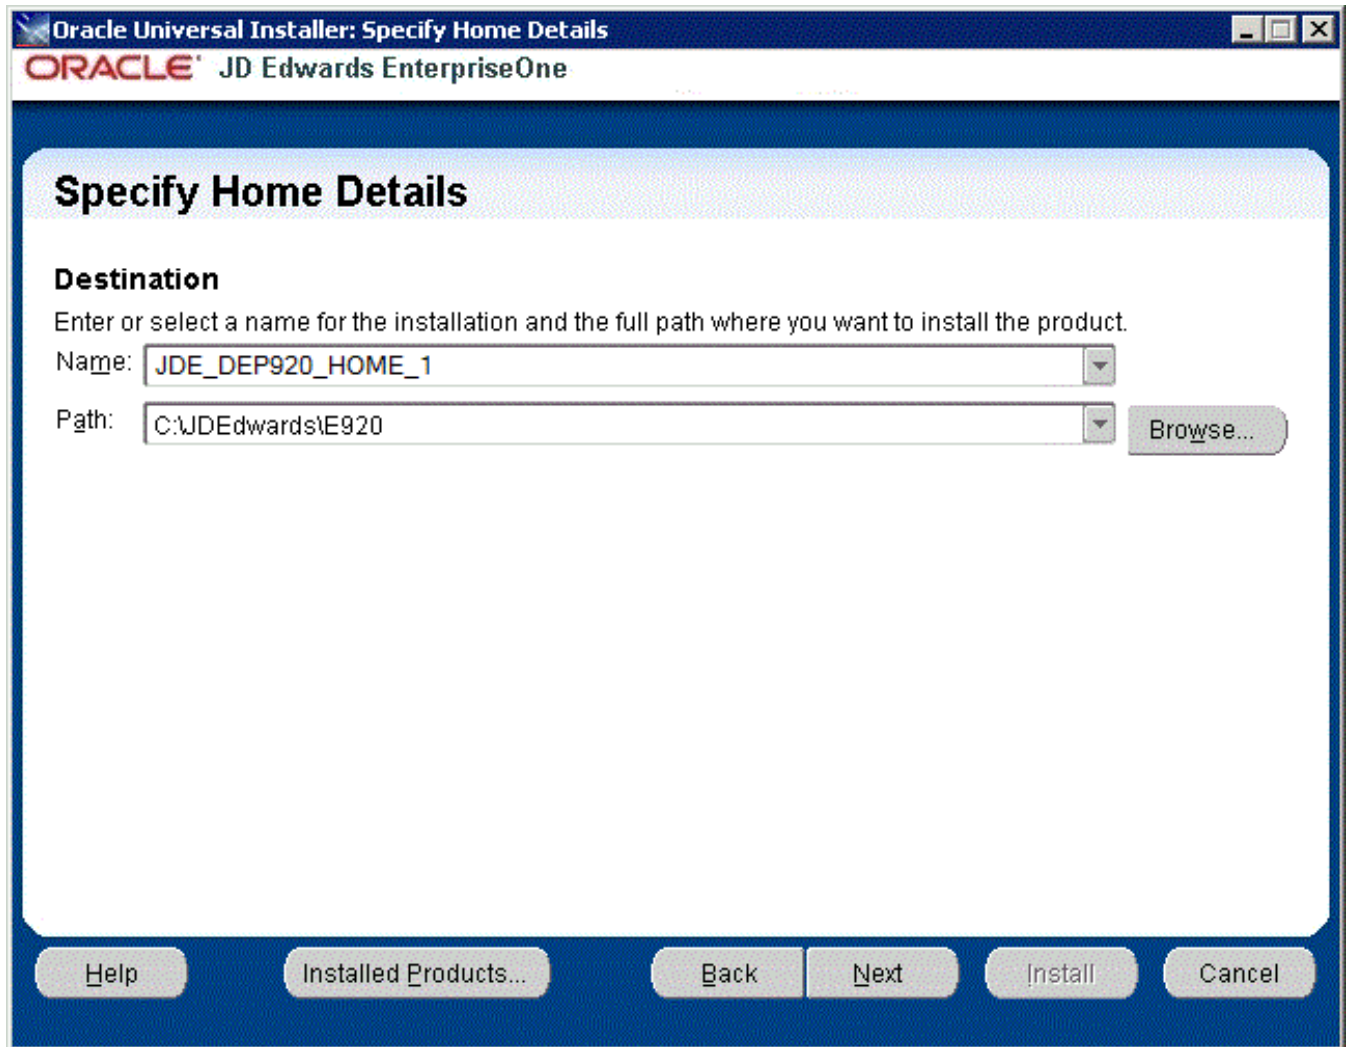 Oracle Universal Installer: Specify Home Details
ORACLE® JD Edwards EnterpriseOne
Specify Home Details
Destination
Enter or select a name for the installation and the full path where you want to install the product.
Name: JDE_DEP920_HOME_1
Path: C:\JDEdwards\E920 Browse...
Help Installed Products... Back Next Install Cancel